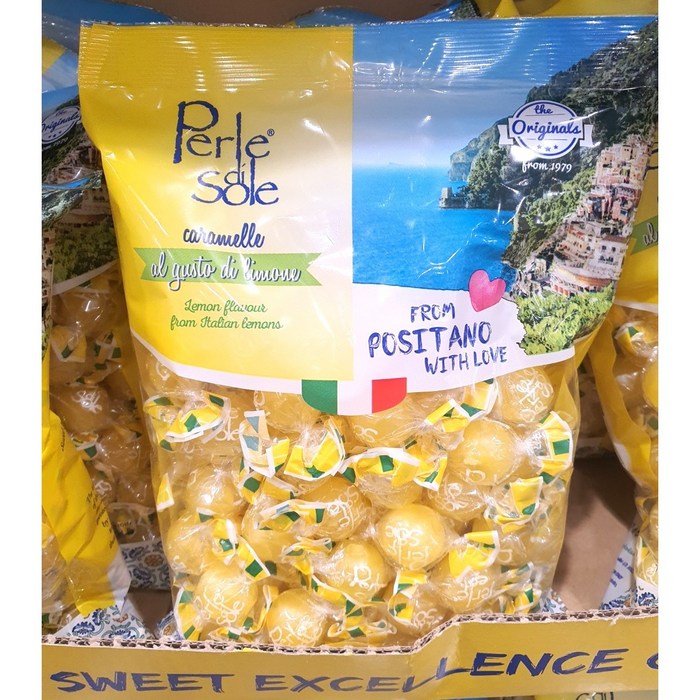 Perle®
di
Sole
caramelle
al gusto di limone
Lemon flavour
from Italian lemons
the
Originals
from 1979
FROM
POSITANO
WITH LOVE
Originals
SWEET EXCELLENCE